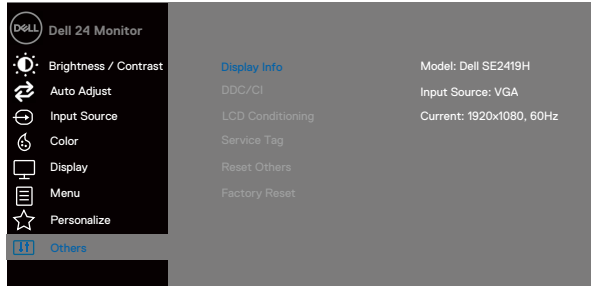 DELL Dell 24 Monitor
Brightness / Contrast
Auto Adjust
Input Source
Color
Display
Menu
Personalize
Others
Display Info
DDC/CI
LCD Conditioning
Service Tag
Reset Others
Factory Reset
Model: Dell SE2419H
Input Source: VGA
Current: 1920x1080, 60Hz